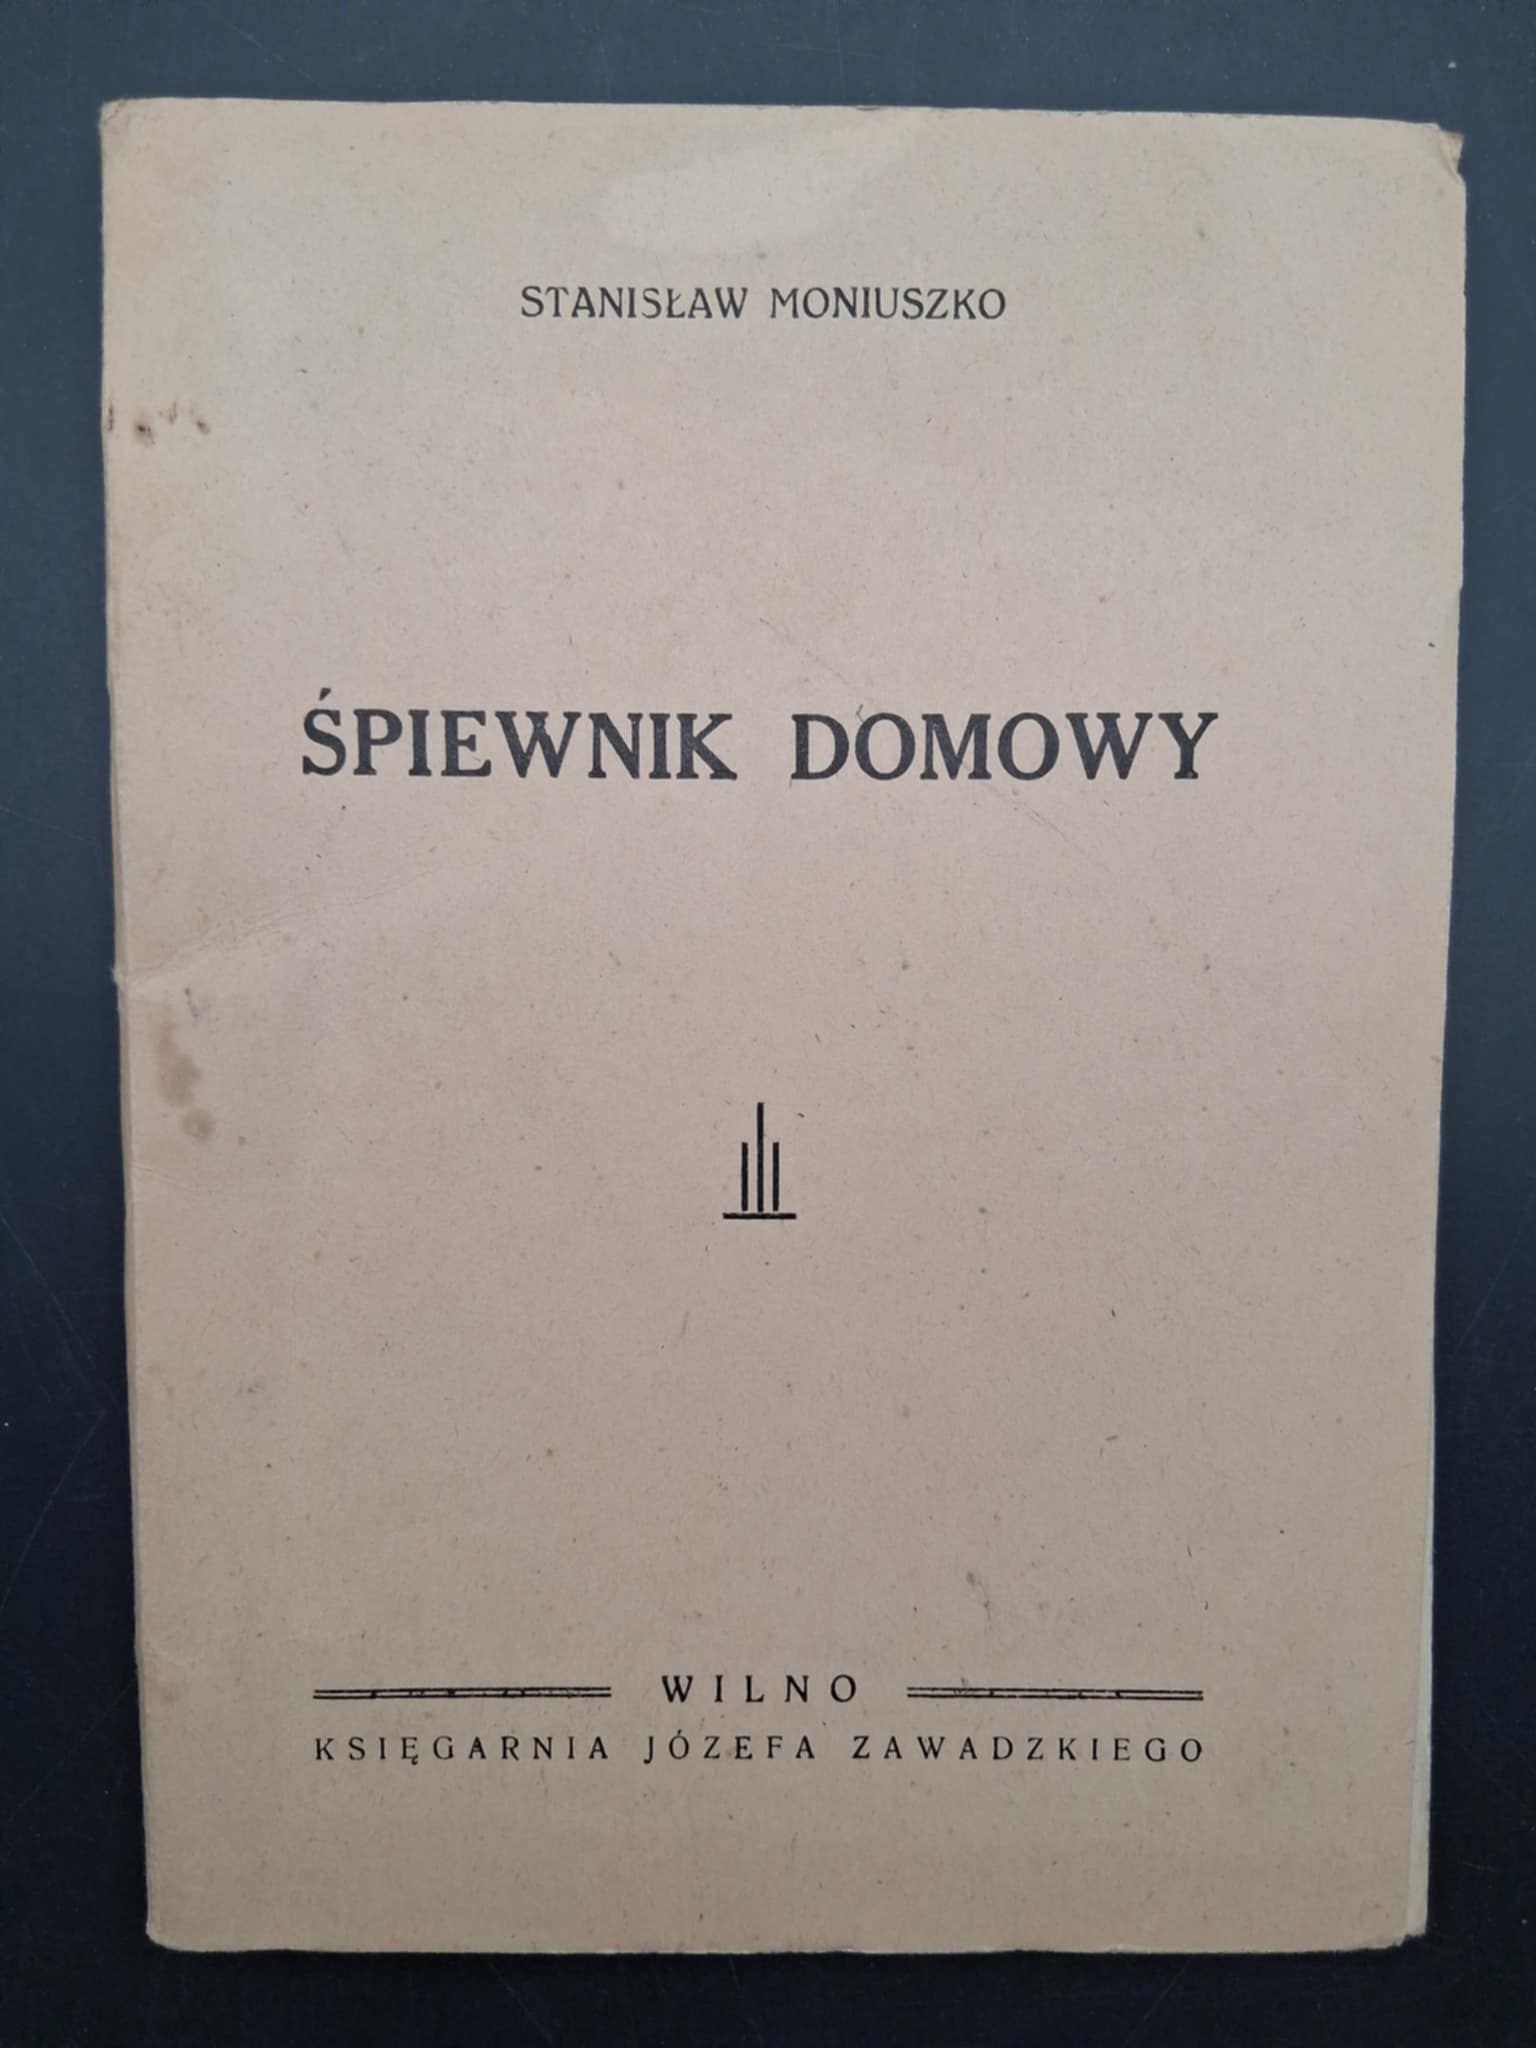 STANISŁAW MONIUSZKO
ŚPIEWNIK DOMOWY
WILNO
KSIĘGARNIA JÓZEFA ZAWADZKIEGO